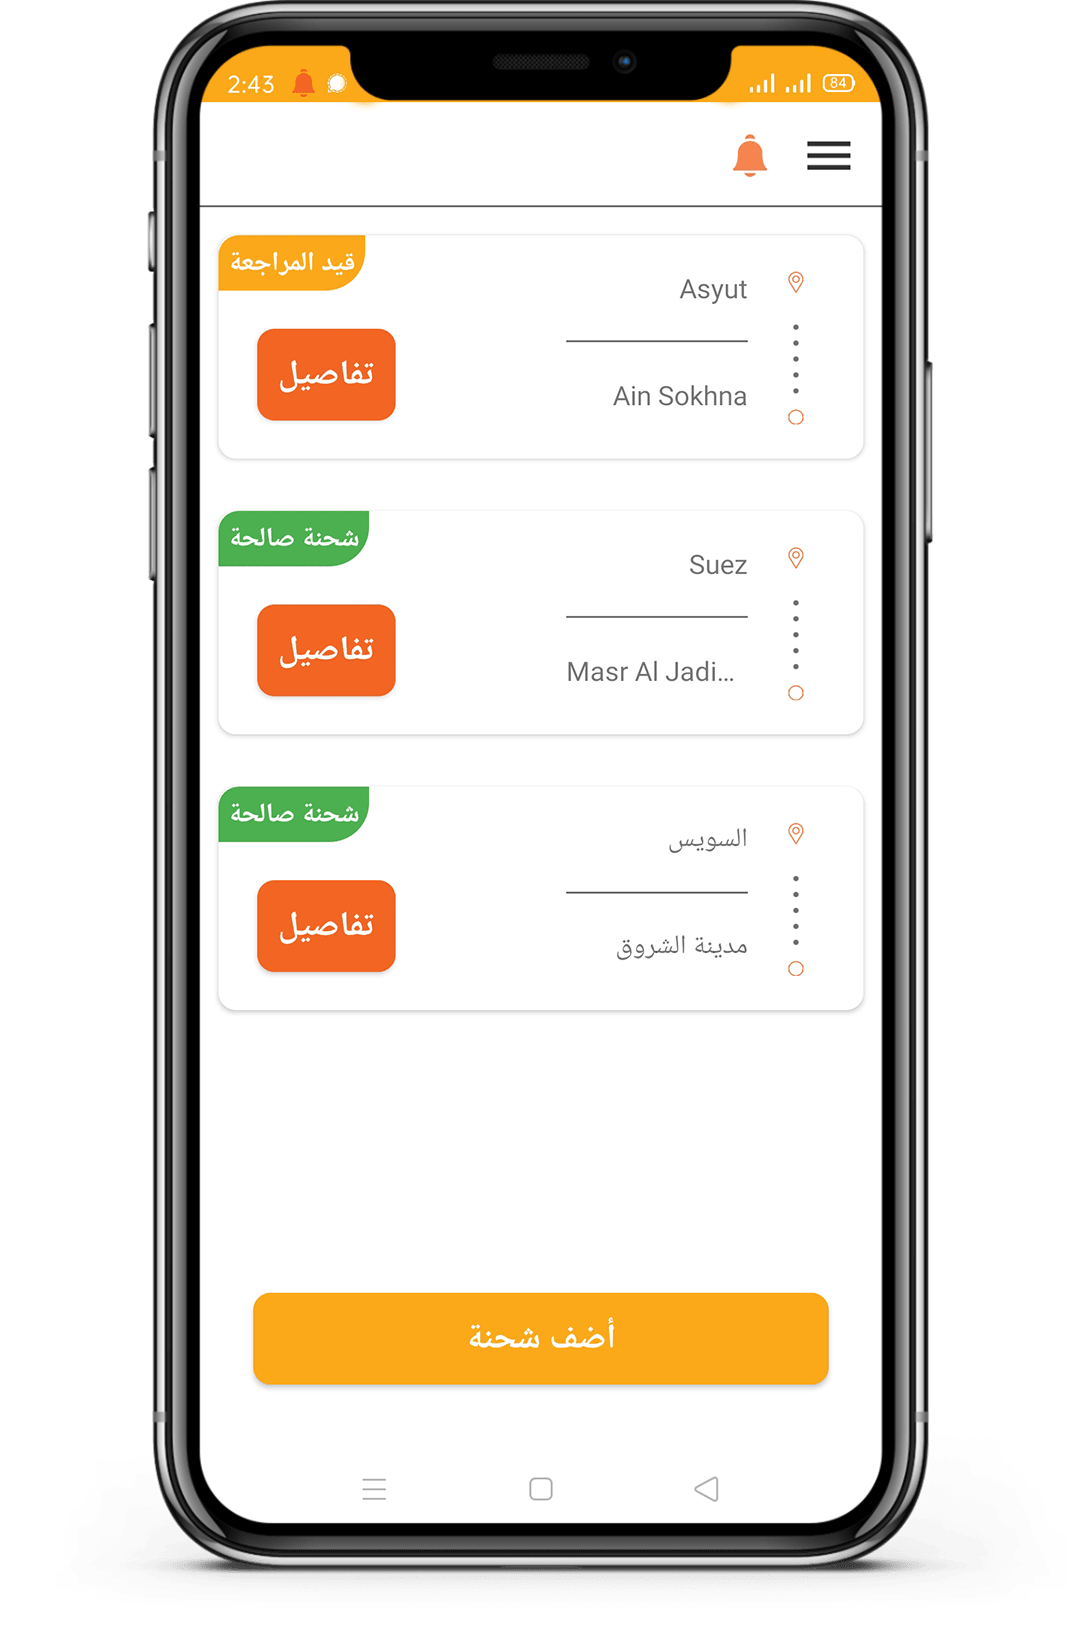 2:43
84
قيد المراجعة
Asyut
تفاصيل
Ain Sokhna
شحنة صالحة
Suez
تفاصيل
Masr Al Jadi...
شحنة صالحة
السويس
تفاصيل
مدينة الشروق
أضف شحنة